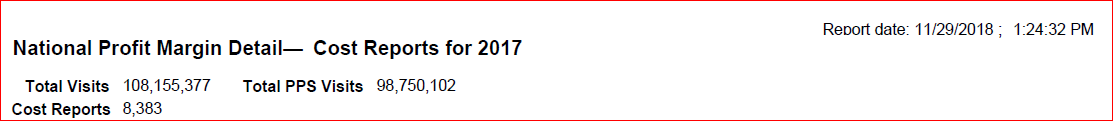 Report date: 11/29/2018 ; 1:24:32 PM
National Profit Margin Detail— Cost Reports for 2017
Total Visits 108,155,377 Total PPS Visits 98,750,102
Cost Reports 8,383